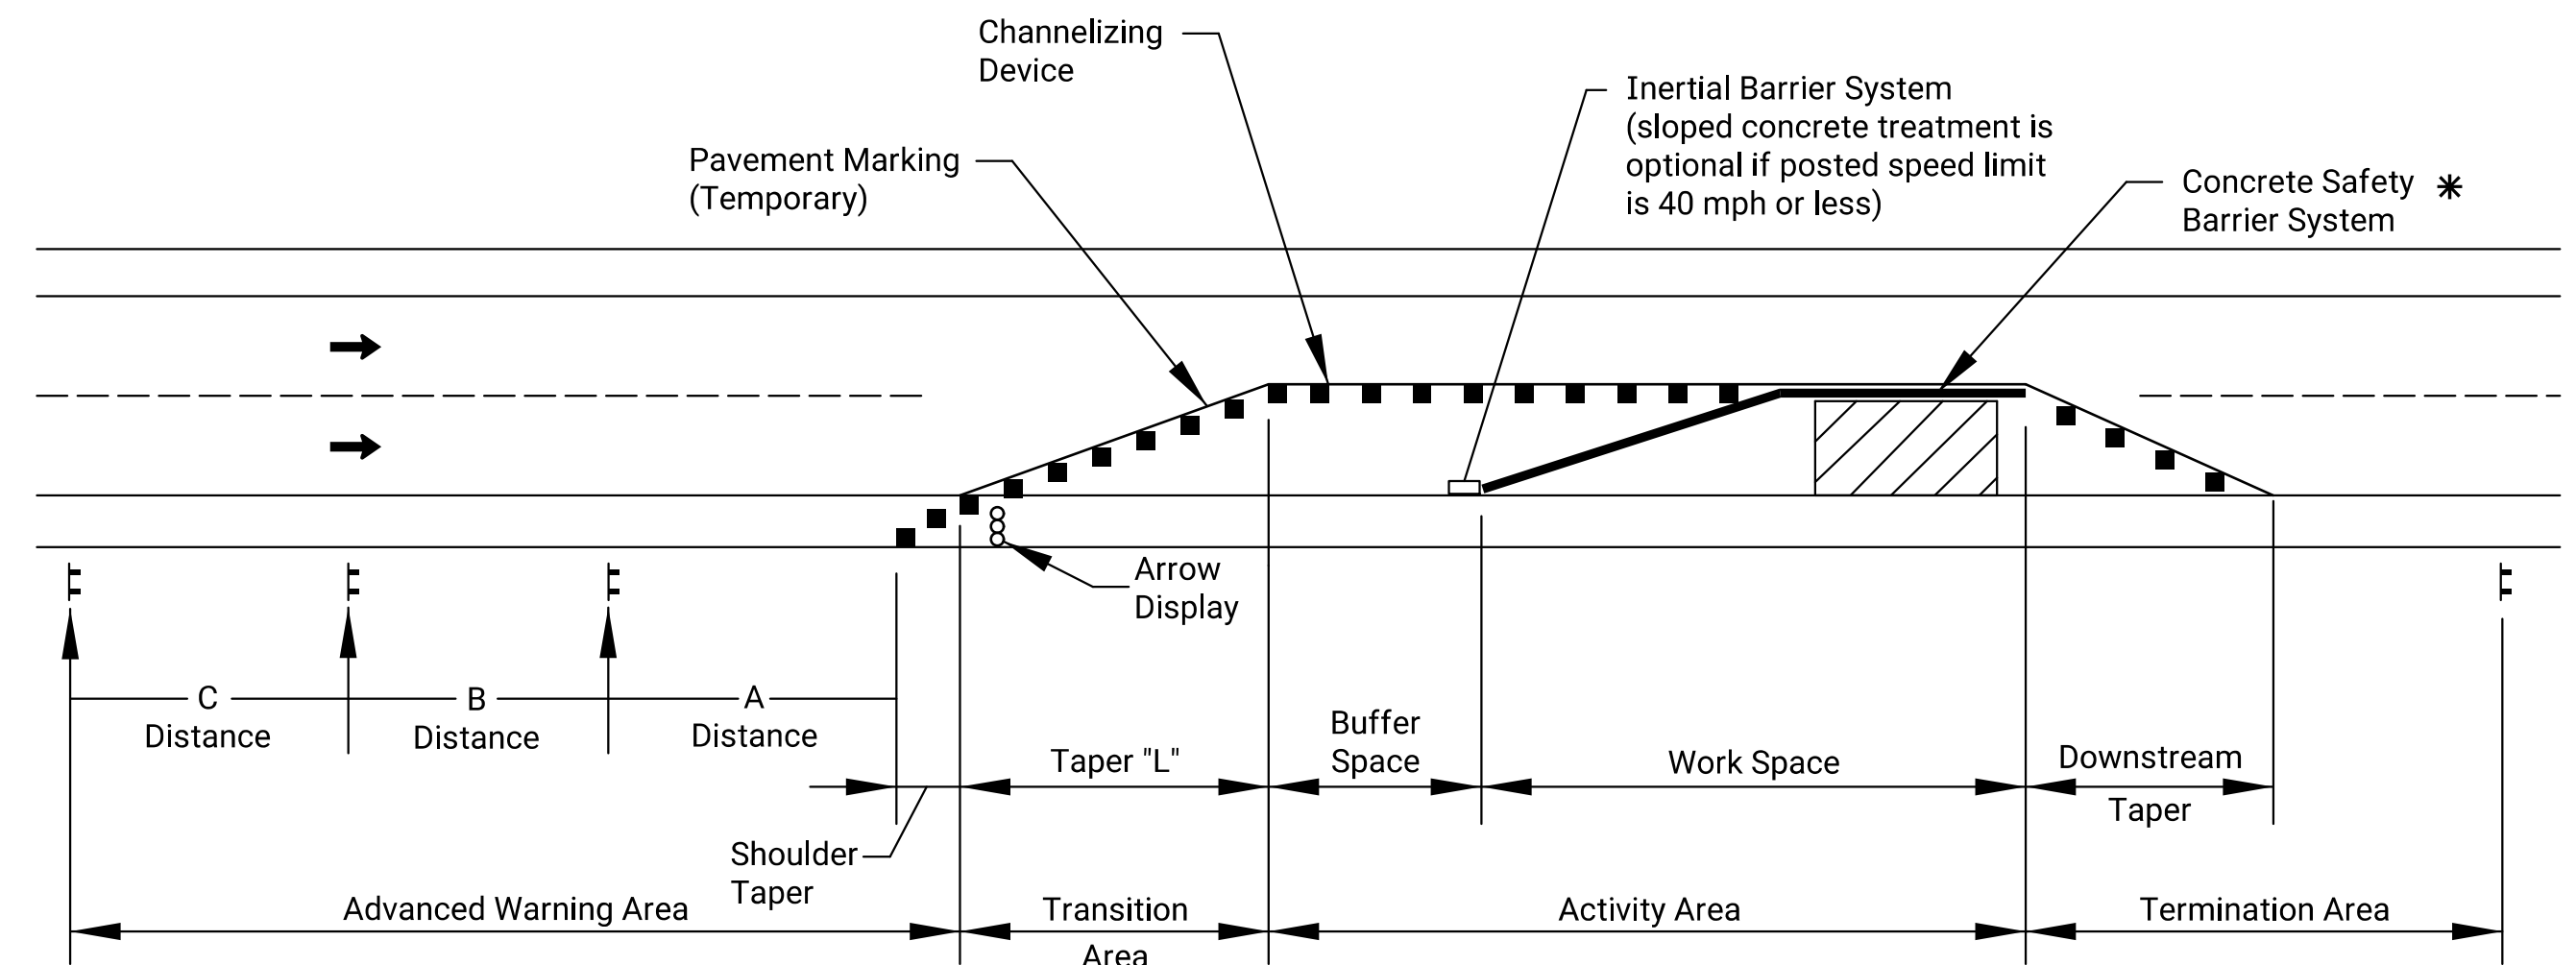 Channelizing
Device
Inertial Barrier System
(sloped concrete treatment is
optional if posted speed limit
is 40 mph or less)
Pavement Marking
(Temporary)
Concrete Safety *
Barrier System
Arrow
Display
C
Distance
B
Distance
A
Distance
Buffer
Space
Taper "L"
Work Space
Downstream
Taper
Shoulder
Taper
Advanced Warning Area
Transition
Area
Activity Area
Termination Area